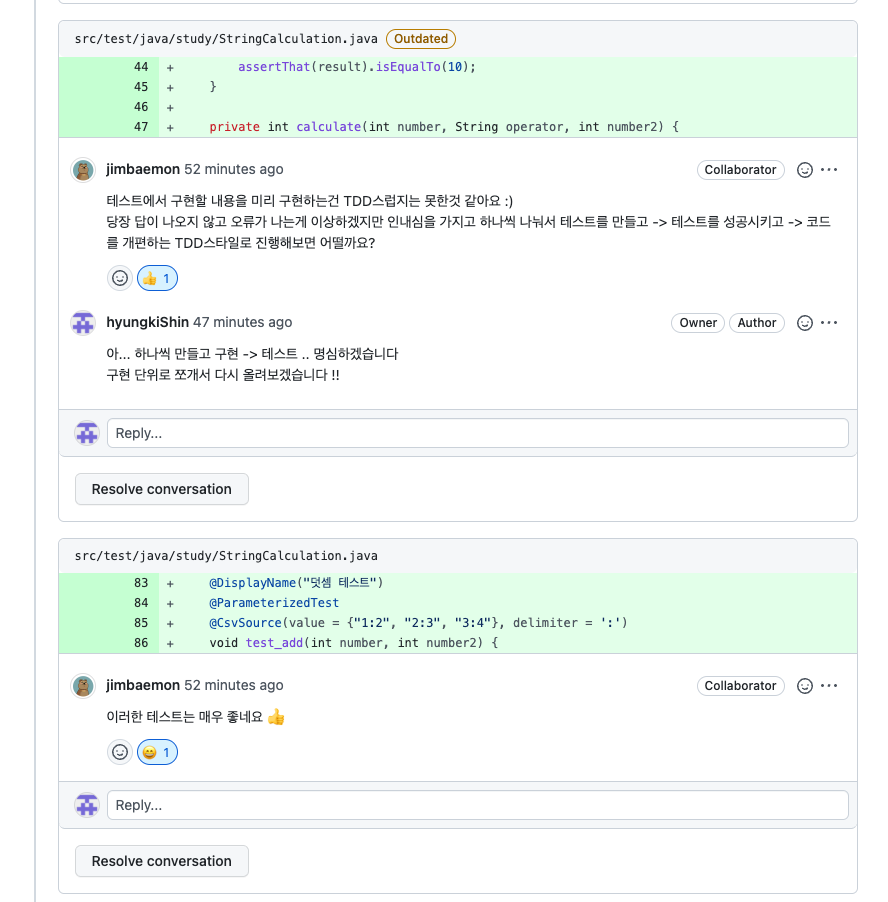 src/test/java/study/StringCalculation.java Outdated
44 + assertThat(result).isEqualTo(10);
45 + }
46 +
47 + private int calculate(int number, String operator, int number2) {
jimbaemon 52 minutes ago Collaborator
테스트에서 구현할 내용을 미리 구현하는건 TDD스럽지는 못한것 같아요 :)
당장 답이 나오지 않고 오류가 나는게 이상하겠지만 인내심을 가지고 하나씩 나눠서 테스트를 만들고 -> 테스트를 성공시키고 -> 코드
를 개편하는 TDD스타일로 진행해보면 어떨까요?
👍 1
hyungkiShin 47 minutes ago Owner Author
아... 하나씩 만들고 구현 -> 테스트 .. 명심하겠습니다
구현 단위로 쪼개서 다시 올려보겠습니다 !!
Reply...
Resolve conversation
src/test/java/study/StringCalculation.java
83 + @DisplayName("덧셈 테스트")
84 + @ParameterizedTest
85 + @CsvSource(value = {"1:2", "2:3", "3:4"}, delimiter = ':')
86 + void test_add(int number, int number2) {
jimbaemon 52 minutes ago Collaborator
이러한 테스트는 매우 좋네요 👍
😄 1
Reply...
Resolve conversation